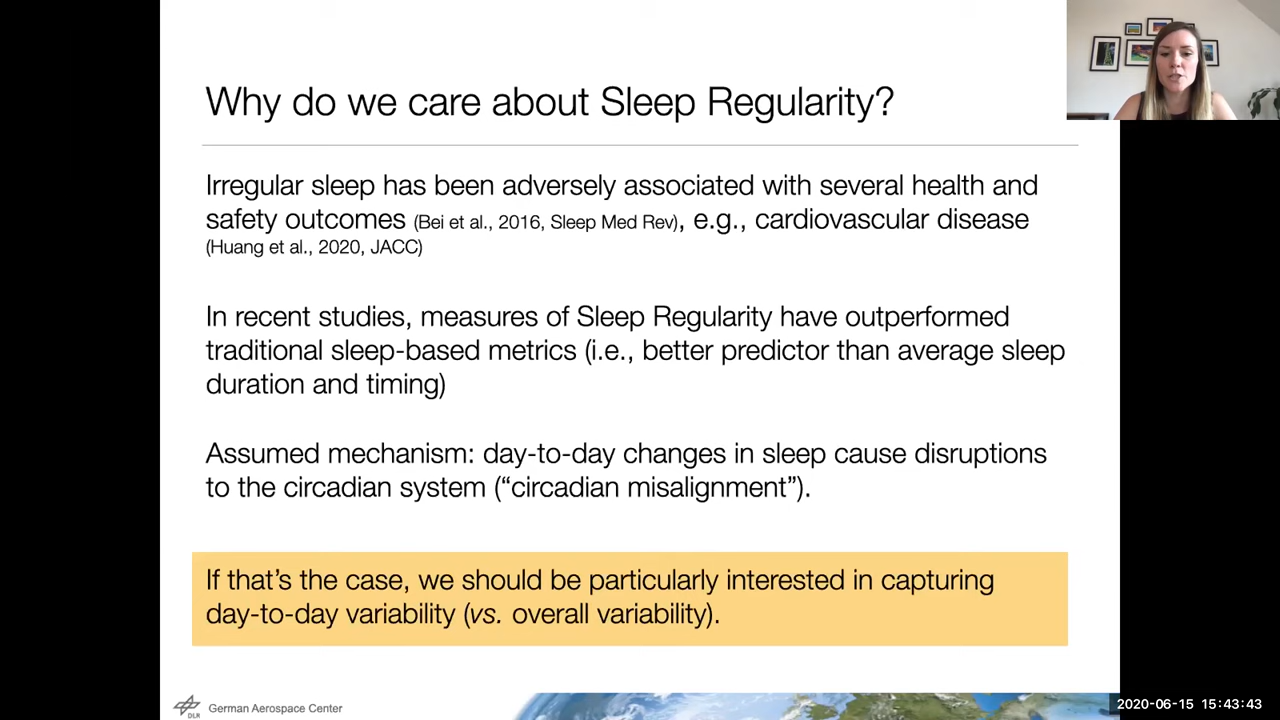 Why do we care about Sleep Regularity?
Irregular sleep has been adversely associated with several health and
safety outcomes (Bei et al., 2016, Sleep Med Rev), e.g., cardiovascular disease
(Huang et al., 2020, JACC)
In recent studies, measures of Sleep Regularity have outperformed
traditional sleep-based metrics (i.e., better predictor than average sleep
duration and timing)
Assumed mechanism: day-to-day changes in sleep cause disruptions
to the circadian system (“circadian misalignment”).
If that’s the case, we should be particularly interested in capturing
day-to-day variability (vs. overall variability).
DLR
German Aerospace Center
2020-06-15 15:43:43